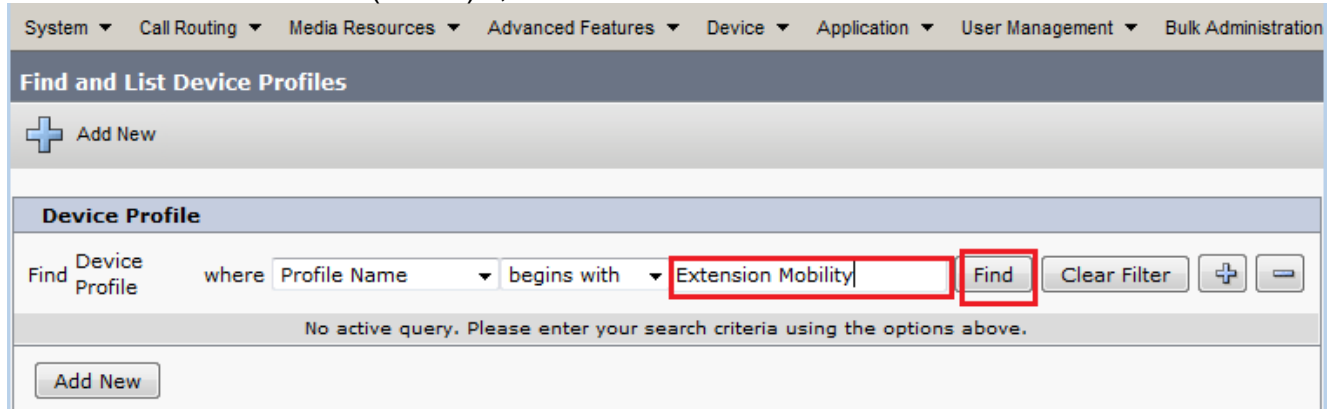 System Call Routing Media Resources Advanced Features Device Application User Management Bulk Administration
Find and List Device Profiles
Add New
Device Profile
Find Device Profile where Profile Name begins with Extension Mobility Find Clear Filter
No active query. Please enter your search criteria using the options above.
Add New